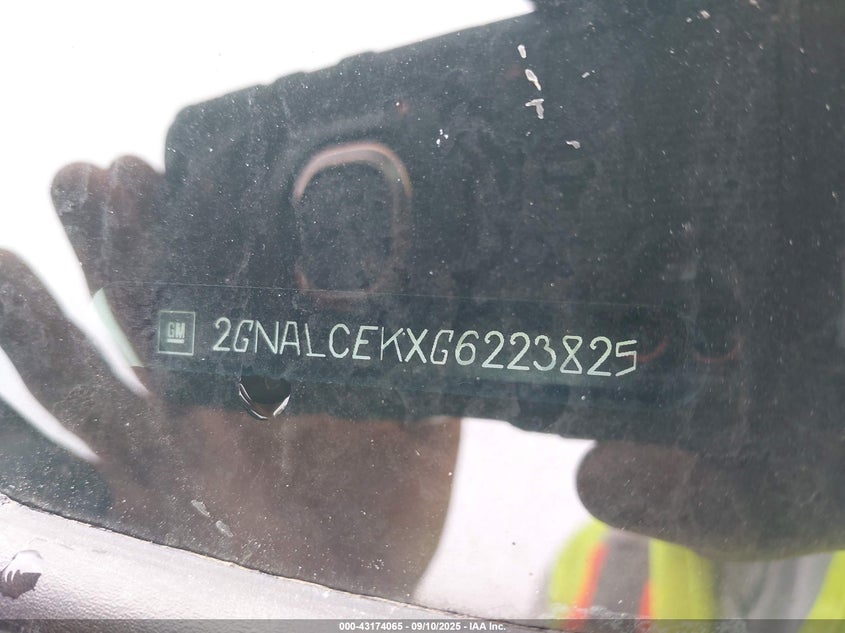 GM
2GNALCEKXG6223825
000-43174065 - 09/10/2025 - IAA Inc.